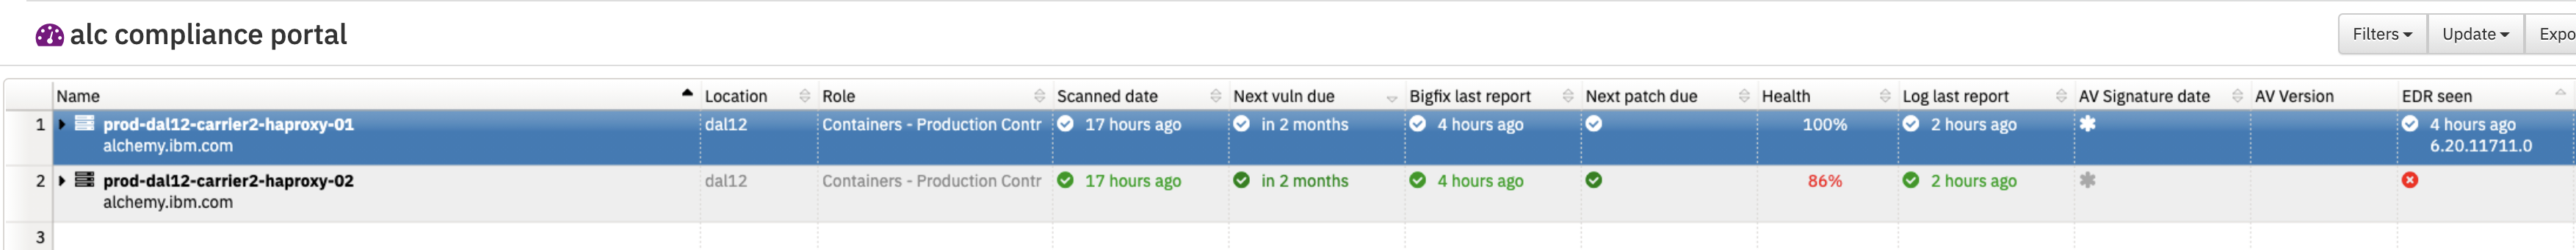 alc compliance portal
Filters Update Expo
Name Location Role Scanned date Next vuln due Bigfix last report Next patch due Health Log last report AV Signature date AV Version EDR seen
1 prod-dal12-carrier2-haproxy-01 dal12 Containers - Production Contr 17 hours ago in 2 months 4 hours ago 100% 2 hours ago 4 hours ago
alchemy.ibm.com 6.20.11711.0
2 prod-dal12-carrier2-haproxy-02 dal12 Containers - Production Contr 17 hours ago in 2 months 4 hours ago 86% 2 hours ago
alchemy.ibm.com
3